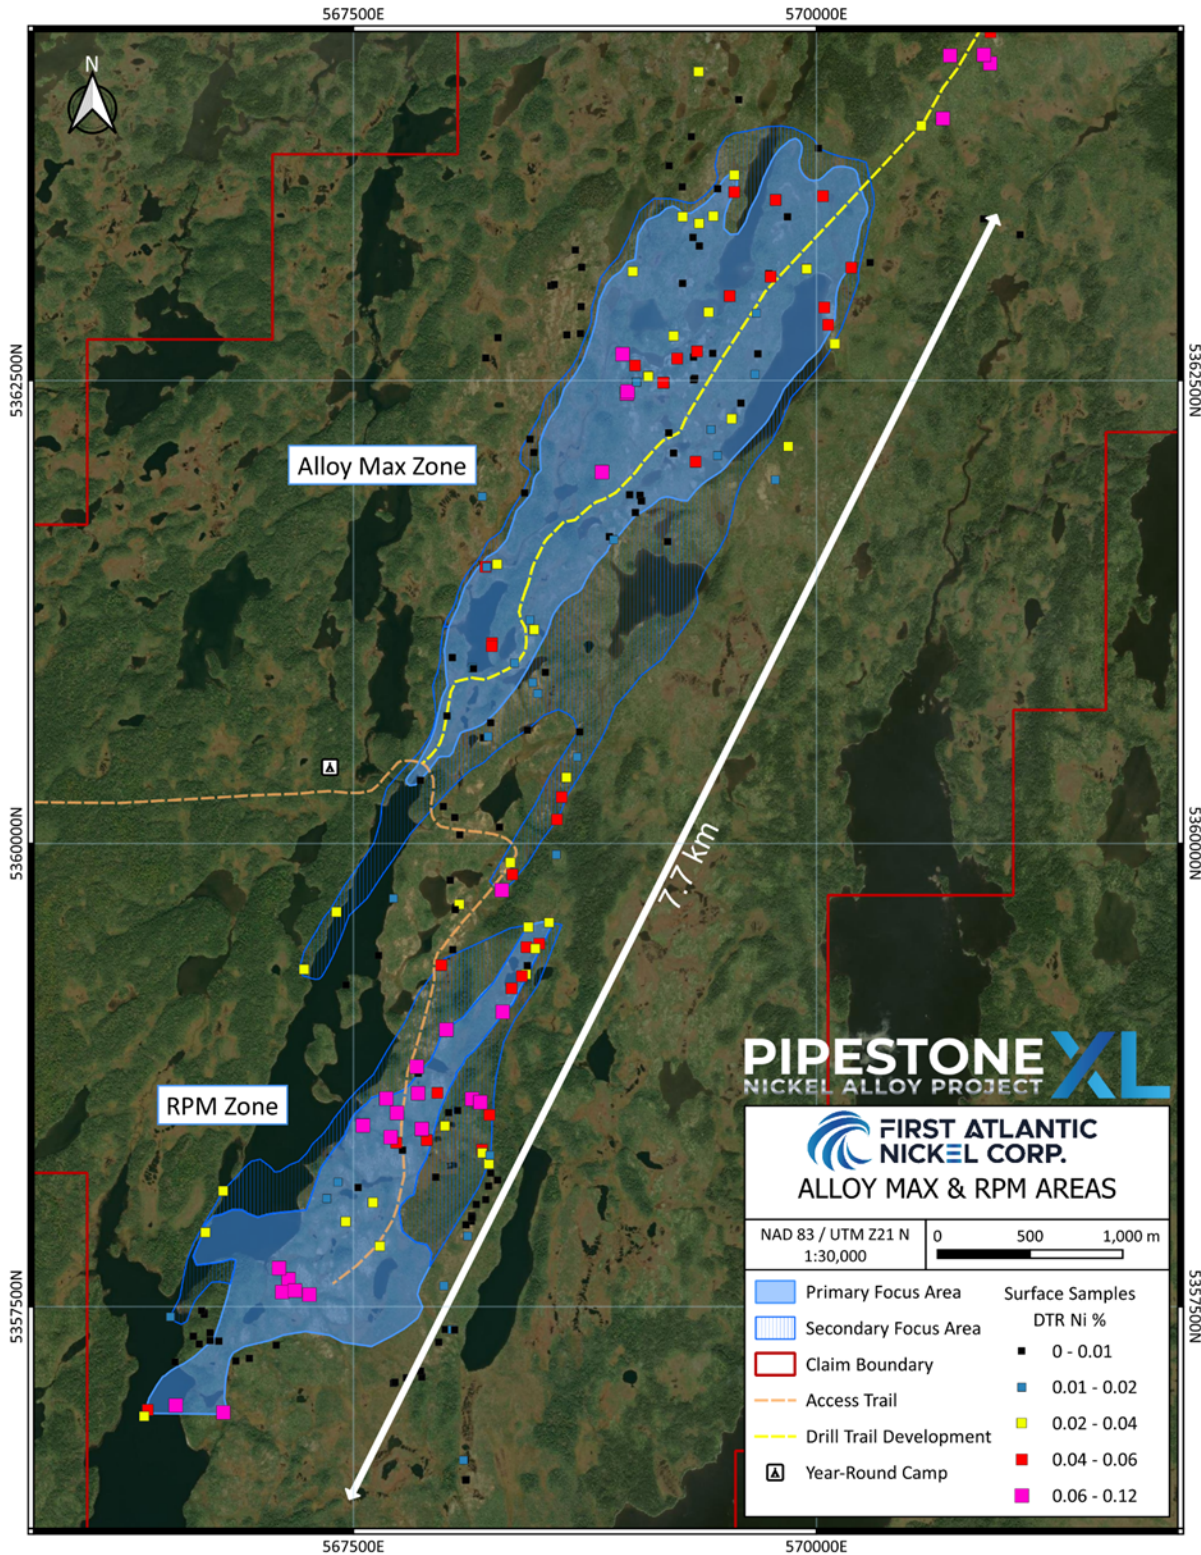 567500E
570000E
N
5362500N
5362500N
Alloy Max Zone
5360000N
5360000N
7.7 km
RPM Zone
PIPESTONE XL
NICKEL ALLOY PROJECT
FIRST ATLANTIC
NICKEL CORP.
ALLOY MAX & RPM AREAS
NAD 83 / UTM Z21 N
1:30,000
0 500 1,000 m
Primary Focus Area
Secondary Focus Area
Claim Boundary
Access Trail
Drill Trail Development
Year-Round Camp
Surface Samples
DTR Ni %
0 - 0.01
0.01 - 0.02
0.02 - 0.04
0.04 - 0.06
0.06 - 0.12
5357500N
5357500N
567500E
570000E